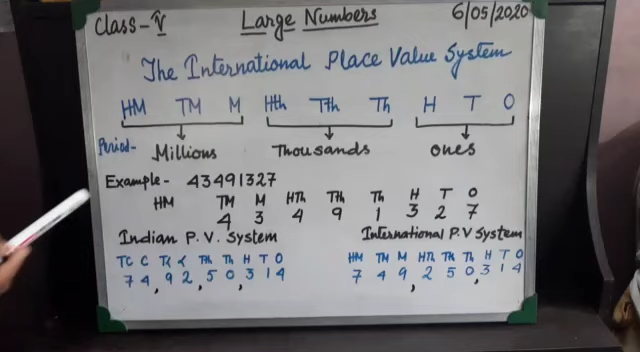 Class-V Large Numbers 6/05/2020
The International Place Value System
HM TM M Hth TTh Th H T O
Period- Millions Thousands ones
Example- 43491327
HM TM M HTh TTh Th H T O
4 3 4 9 1 3 2 7
Indian P.V. System International P.V System
TC C TL L TTh Th H T O HM TM M HTh TTh Th H T O
7 4, 9 2, 5 0, 3 1 4 7 4 9, 2 5 0, 3 1 4